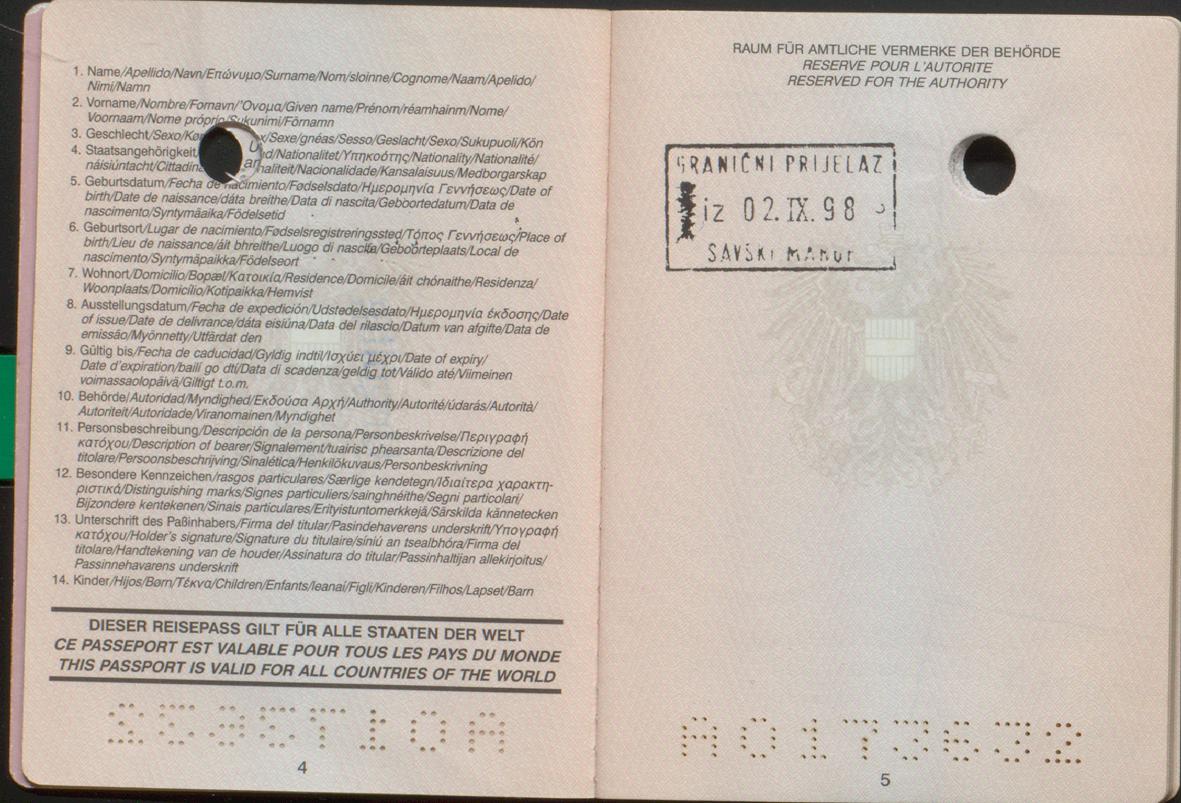 1. Name/Apellido/Navn/Επώνυμο/Surname/Nom/sloinne/Cognome/Naam/Apelido/
Nimi/Namn
2. Vorname/Nombre/Fornavn/'Ονομα/Given name/Prénom/réamhainm/Nome/
Voornaam/Nome próprio/Sukunimi/Förnamn
3. Geschlecht/Sexo/ /Sexe/gnéas/Sesso/Geslacht/Sexo/Sukupuoli/Kön
4. Staatsangehörigkeit/ /Nationalitet/Υπηκοότης/Nationality/Nationalité/
náisiúntacht/ /Nacionalidade/Kansalaisuus/Medborgarskap
5. Geburtsdatum/Fecha de nacimiento/Fødselsdato/Ημερομηνία Γεννήσεως/Date of
birth/Date de naissance/dáta breithe/Data di nascita/Geboortedatum/Data de
nascimento/Syntymäaika/Födelsetid
6. Geburtsort/Lugar de nacimiento/Fødselsregistreringssted/Τόπος Γεννήσεως/Place of
birth/Lieu de naissance/áit bhreithe/Luogo di nascita/Geboorteplaats/Local de
nascimento/Syntymäpaikka/Födelseort
7. Wohnort/Domicilio/Bopæl/Κατοικία/Residence/Domicile/áit chónaithe/Residenza/
Woonplaats/Domicílio/Kotipaikka/Hemvist
8. Ausstellungsdatum/Fecha de expedición/Udstedelsesdato/Ημερομηνία έκδοσης/Date
of issue/Date de delivrance/dáta eisiúna/Data del rilascio/Datum van afgifte/Data de
emissão/Myönnetty/Utfärdat den
9. Gültig bis/Fecha de caducidad/Gyldig indtil/Ισχύει μέχρι/Date of expiry/
Date d'expiration/bailí go dtí/Data di scadenza/geldig tot/Válido até/Viimeinen
voimassaolopäivä/Giltigt t.o.m.
10. Behörde/Autoridad/Myndighed/Εκδούσα Αρχή/Authority/Autorité/údarás/Autorità/
Autoriteit/Autoridade/Viranomainen/Myndighet
11. Personsbeschreibung/Descripción de la persona/Personbeskrivelse/Περιγραφή
κατόχου/Description of bearer/Signalement/tuairisc phearsanta/Descrizione del
titolare/Persoonsbeschrijving/Sinalética/Henkilökuvaus/Personbeskrivning
12. Besondere Kennzeichen/rasgos particulares/Særlige kendetegn/Ιδιαίτερα χαρακτη-
ριστικά/Distinguishing marks/Signes particuliers/sainghnéithe/Segni particolari/
Bijzondere kentekenen/Sinais particulares/Erityistuntomerkkejä/Särskilda kännetecken
13. Unterschrift des Paßinhabers/Firma del titular/Pasindehaverens underskrift/Υπογραφή
κατόχου/Holder's signature/Signature du titulaire/síniú an tsealbhóra/Firma del
titolare/Handtekening van de houder/Assinatura do titular/Passinhaltijan allekirjoitus/
Passinnehavarens underskrift
14. Kinder/Hijos/Børn/Τέκνα/Children/Enfants/leanaí/Figli/Kinderen/Filhos/Lapset/Barn
DIESER REISEPASS GILT FÜR ALLE STAATEN DER WELT
CE PASSEPORT EST VALABLE POUR TOUS LES PAYS DU MONDE
THIS PASSPORT IS VALID FOR ALL COUNTRIES OF THE WORLD
4
RAUM FÜR AMTLICHE VERMERKE DER BEHÖRDE
RESERVE POUR L'AUTORITE
RESERVED FOR THE AUTHORITY
GRANIČNI PRIJELAZ
iz 02. IX. 98
SAVSKI MAROF
5